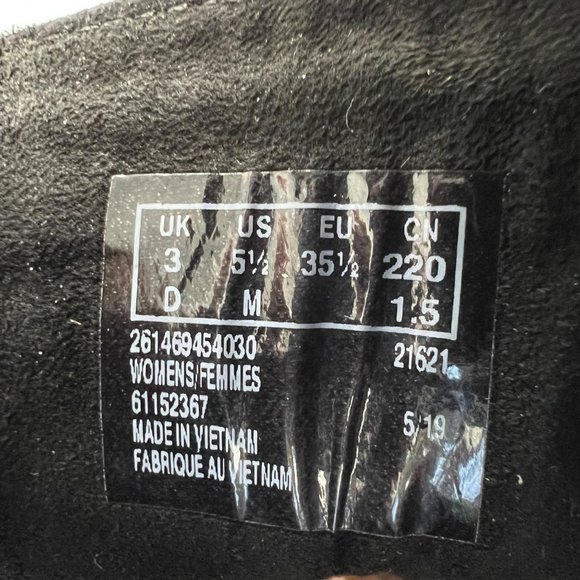 UK US EU CN
3 5½ 35½ 220
D M 1.5
261469454030 21621
WOMENS/FEMMES
61152367 5/19
MADE IN VIETNAM
FABRIQUÉ AU VIETNAM